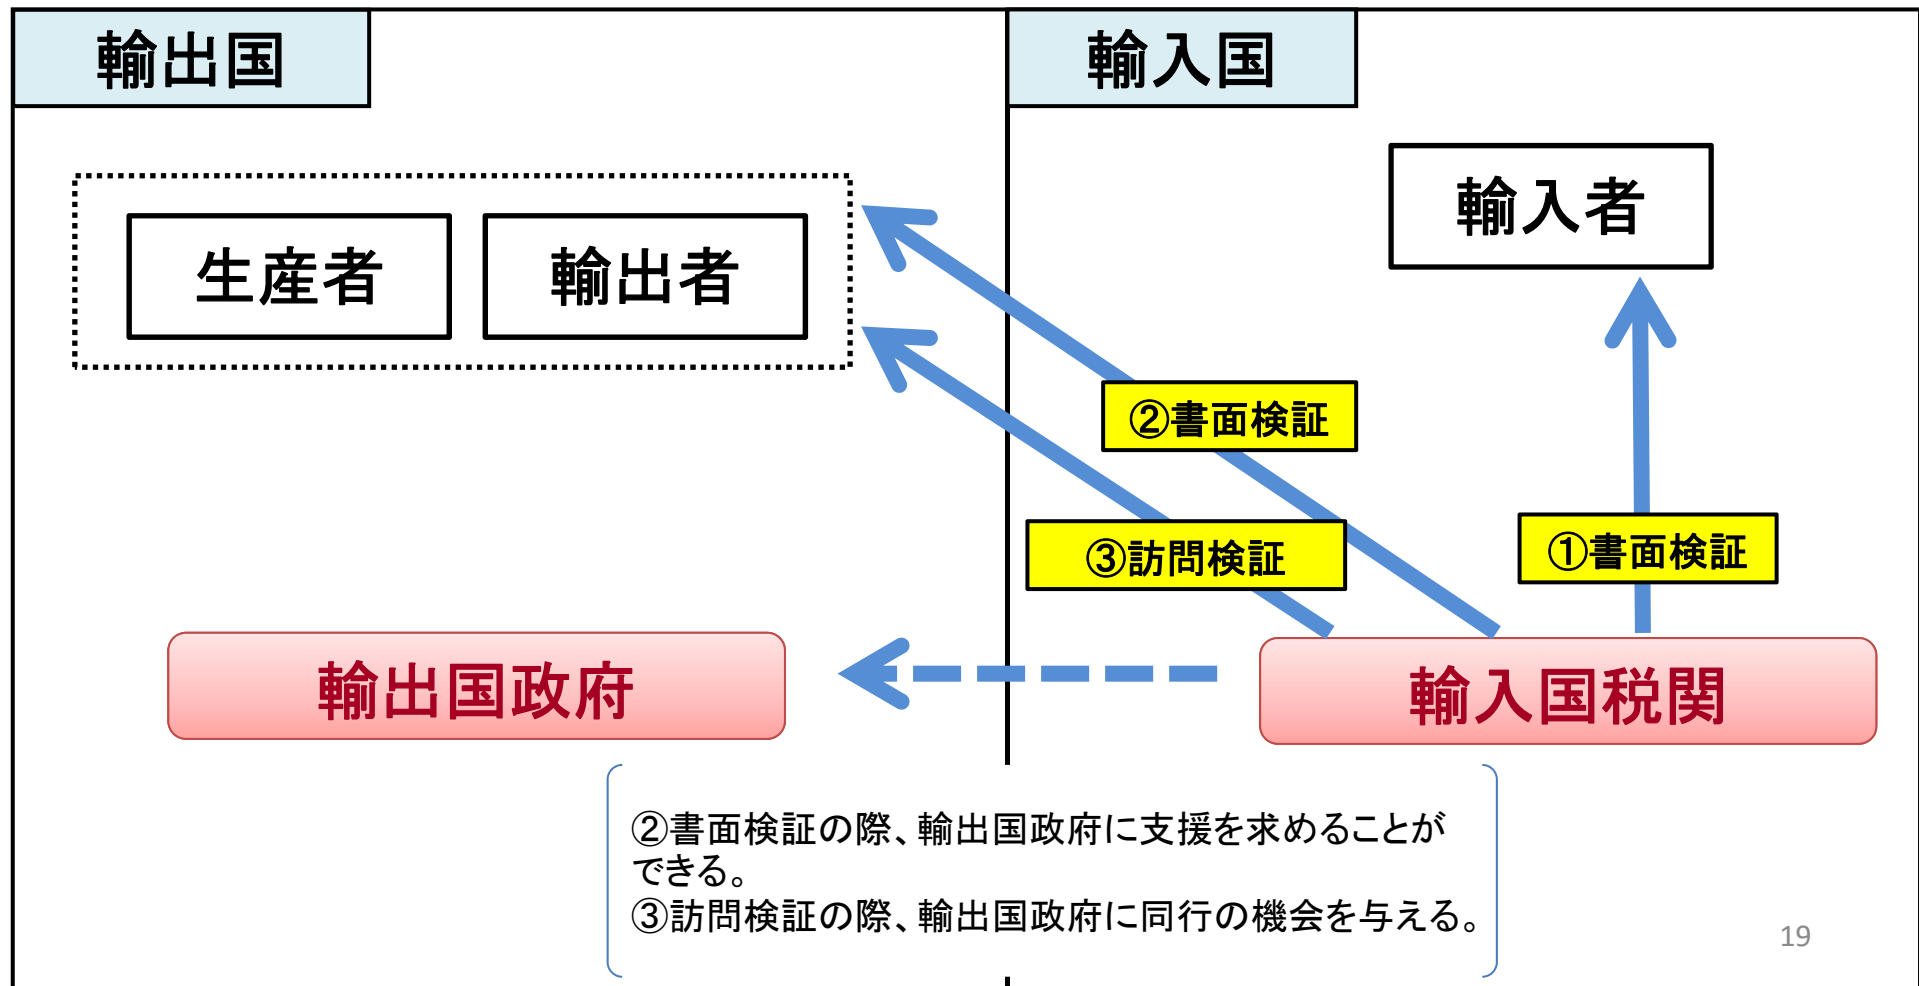 輸出国
輸入国
輸入者
生産者
輸出者
②書面検証
③訪問検証
①書面検証
輸出国政府
輸入国税関
②書面検証の際、輸出国政府に支援を求めることが
できる。
③訪問検証の際、輸出国政府に同行の機会を与える。
19